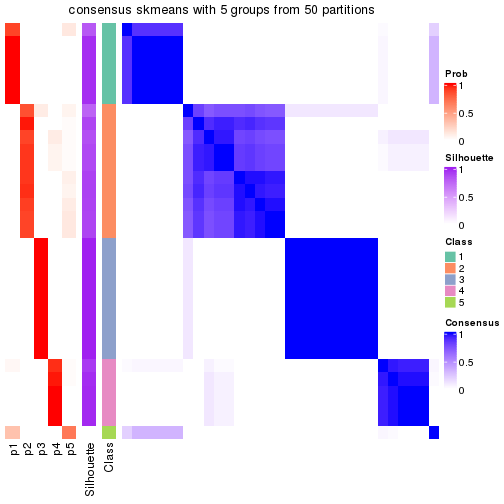 consensus skmeans with 5 groups from 50 partitions
Prob
1
0.5
0
Silhouette
1
0.5
0
Class
1
2
3
4
5
Consensus
1
0.5
0
p1
p2
p3
p4
p5
Silhouette
Class